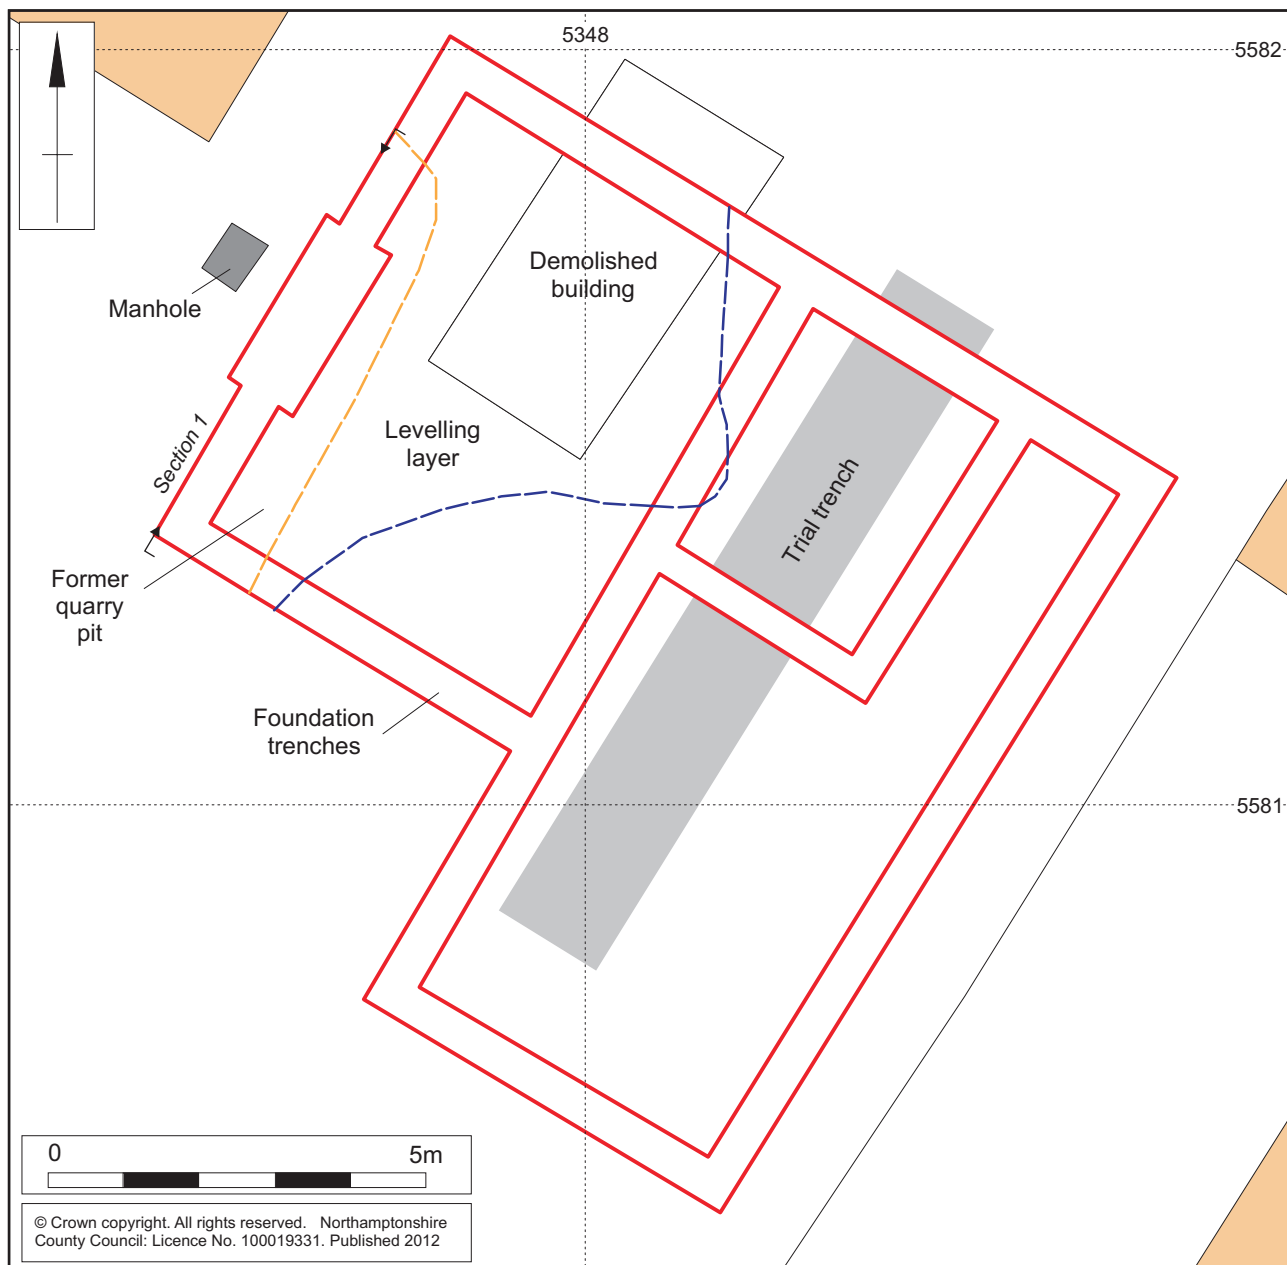 5348
5582
Demolished
building
Manhole
Levelling
layer
Section 1
Trial trench
Former
quarry
pit
Foundation
trenches
5581
0 5m
© Crown copyright. All rights reserved. Northamptonshire
County Council: Licence No. 100019331. Published 2012